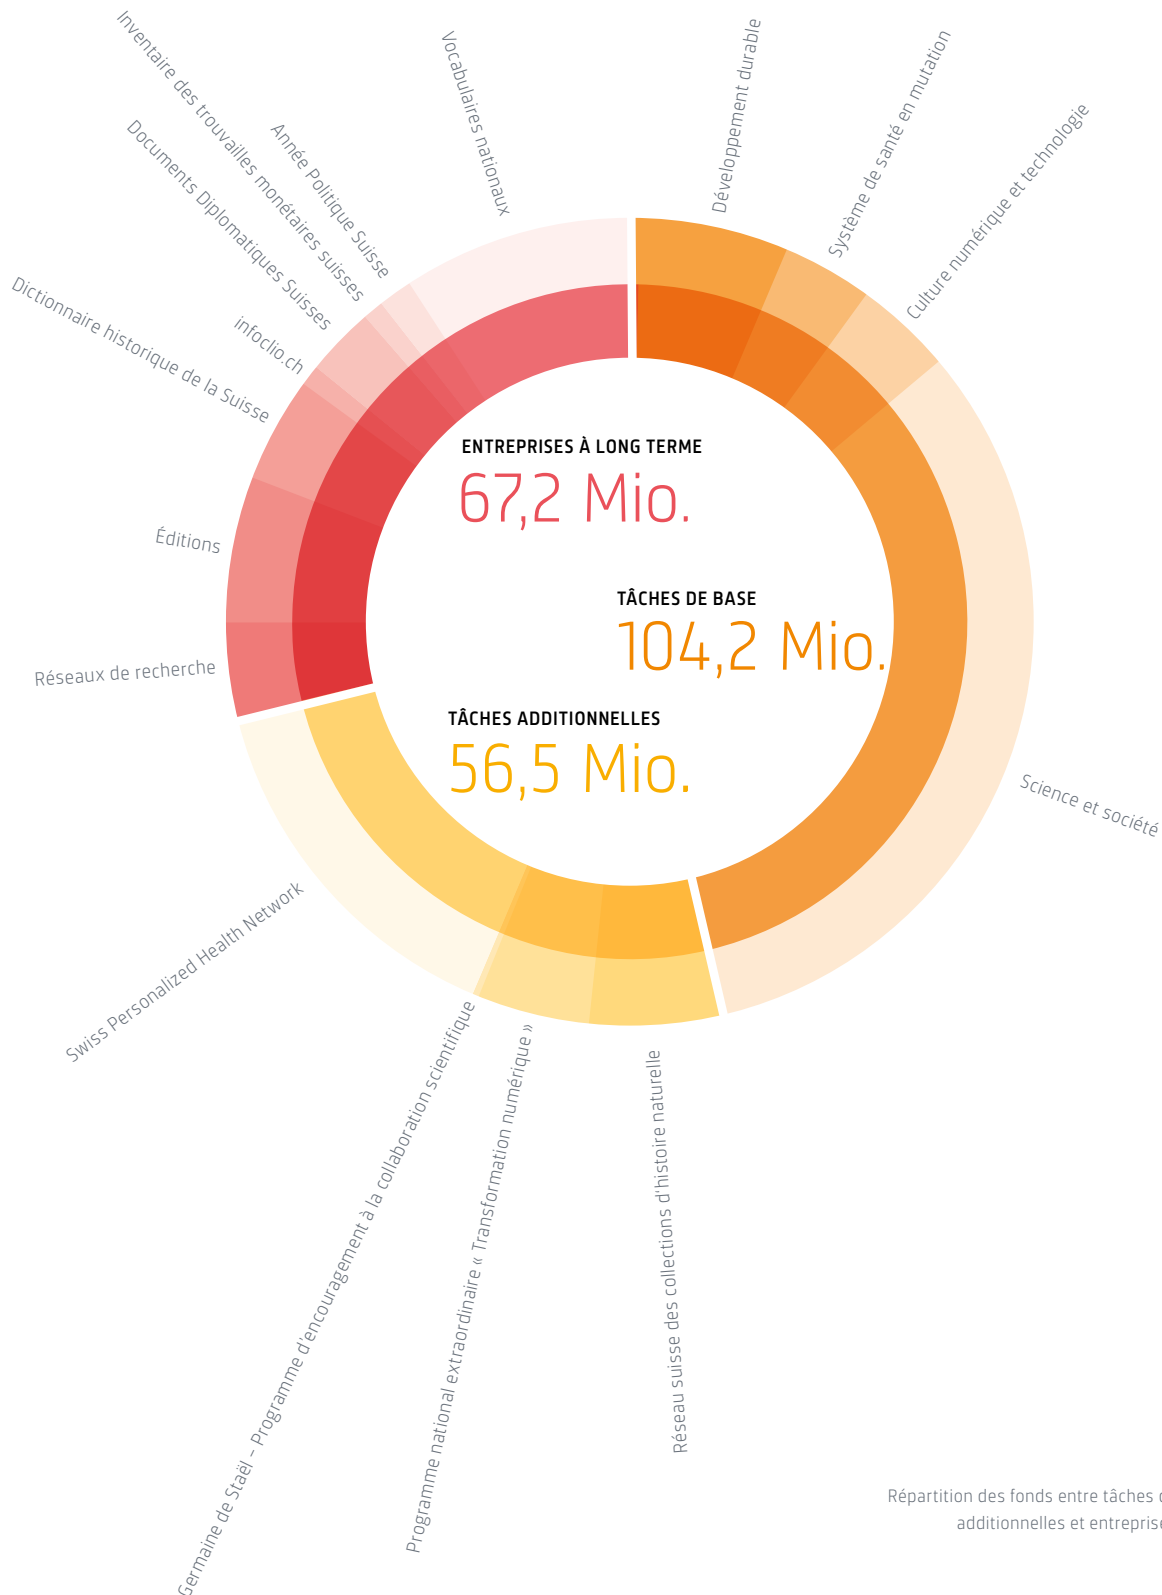 Inventaire des trouvailles monétaires suisses
Documents Diplomatiques Suisses
Année Politique Suisse
Vocabulaires nationaux
Développement durable
Système de santé en mutation
Culture numérique et technologie
Dictionnaire historique de la Suisse
infoclio.ch
Éditions
Réseaux de recherche
ENTREPRISES À LONG TERME
67,2 Mio.
TÂCHES DE BASE
104,2 Mio.
TÂCHES ADDITIONNELLES
56,5 Mio.
Science et société
Swiss Personalized Health Network
Germaine de Staël – Programme d'encouragement à la collaboration scientifique
Programme national extraordinaire « Transformation numérique »
Réseau suisse des collections d'histoire naturelle
Répartition des fonds entre tâches
additionnelles et entreprise